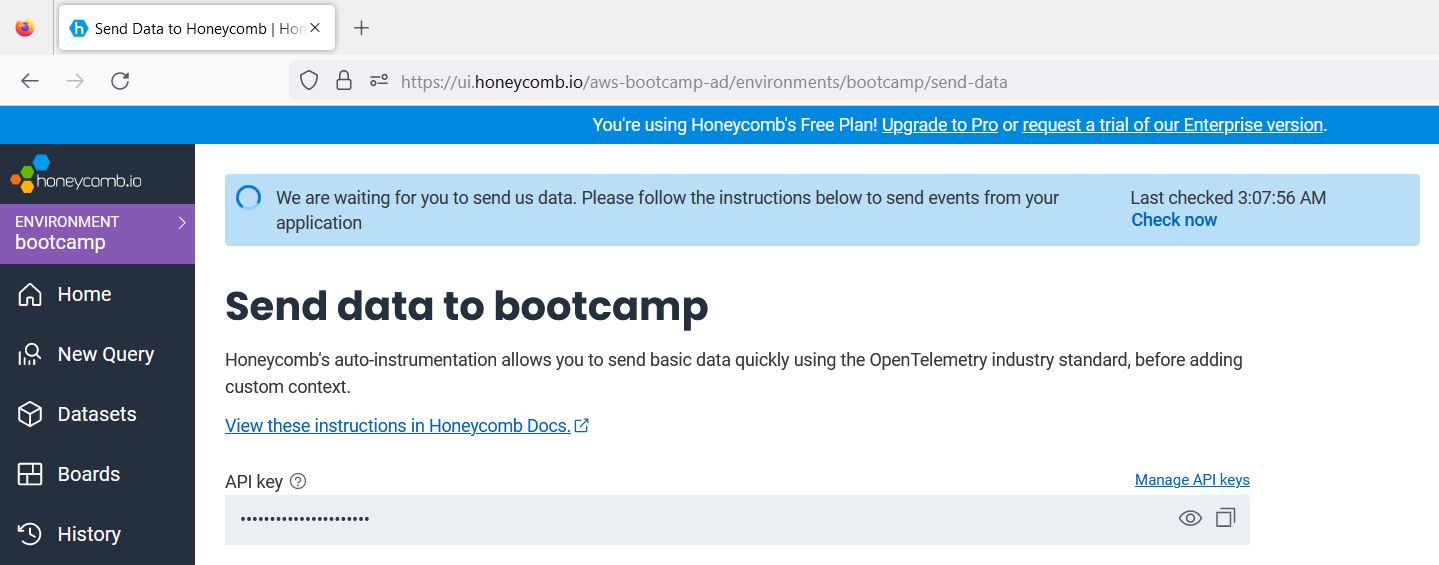 Send Data to Honeycomb | Hon
https://ui.honeycomb.io/aws-bootcamp-ad/environments/bootcamp/send-data
You're using Honeycomb's Free Plan! Upgrade to Pro or request a trial of our Enterprise version.
honeycomb.io
ENVIRONMENT
bootcamp
Home
New Query
Datasets
Boards
History
We are waiting for you to send us data. Please follow the instructions below to send events from your
application
Last checked 3:07:56 AM
Check now
Send data to bootcamp
Honeycomb's auto-instrumentation allows you to send basic data quickly using the OpenTelemetry industry standard, before adding
custom context.
View these instructions in Honeycomb Docs.
API key
Manage API keys
••••••••••••••••••••••